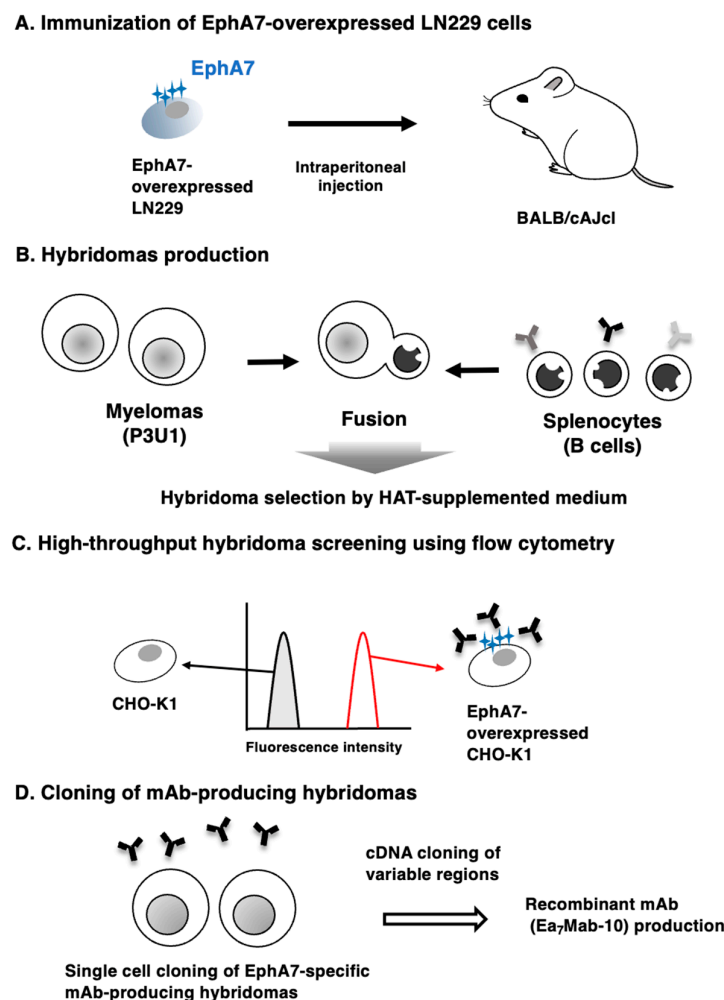 A. Immunization of EphA7-overexpressed LN229 cells
EphA7
EphA7-
overexpressed
LN229
Intraperitoneal
injection
BALB/cAJcl
B. Hybridomas production
Myelomas
(P3U1)
Fusion
Splenocytes
(B cells)
Hybridoma selection by HAT-supplemented medium
C. High-throughput hybridoma screening using flow cytometry
CHO-K1
Fluorescence intensity
EphA7-
overexpressed
CHO-K1
D. Cloning of mAb-producing hybridomas
cDNA cloning of
variable regions
Recombinant mAb
(Ea₇Mab-10) production
Single cell cloning of EphA7-specific
mAb-producing hybridomas